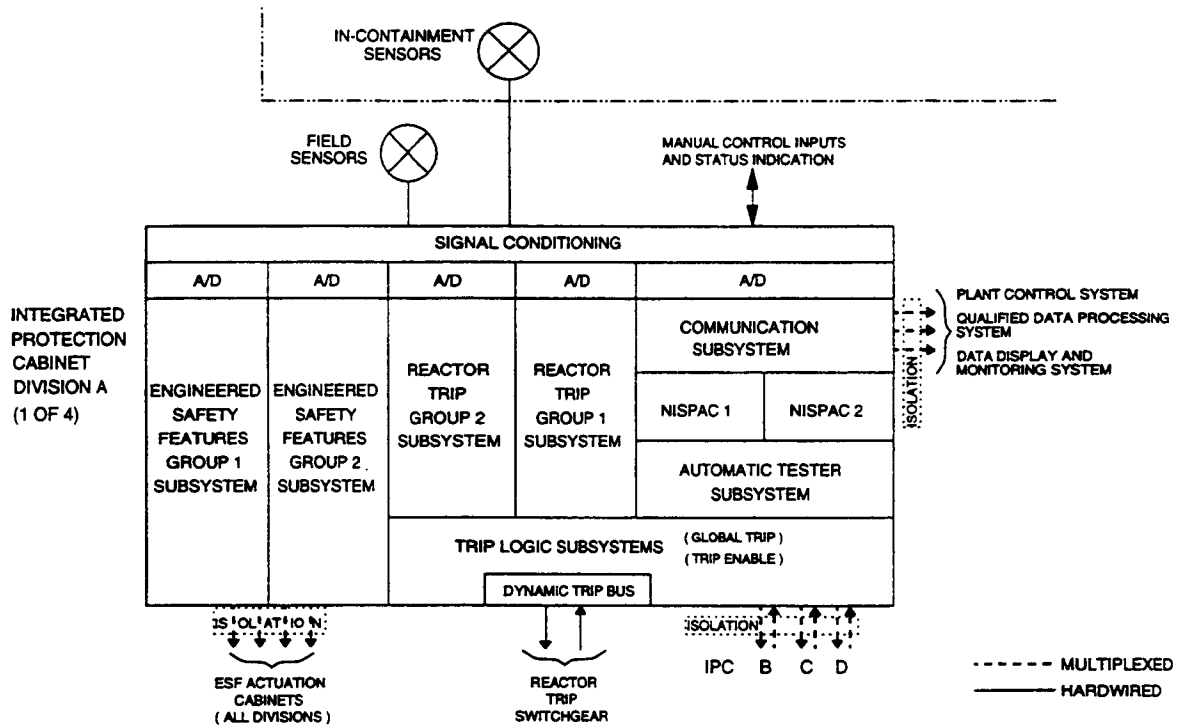 IN-CONTAINMENT
SENSORS
FIELD
SENSORS
MANUAL CONTROL INPUTS
AND STATUS INDICATION
SIGNAL CONDITIONING
A/D
A/D
A/D
A/D
A/D
INTEGRATED
PROTECTION
CABINET
DIVISION A
(1 OF 4)
ENGINEERED
SAFETY
FEATURES
GROUP 1
SUBSYSTEM
ENGINEERED
SAFETY
FEATURES
GROUP 2
SUBSYSTEM
REACTOR
TRIP
GROUP 2
SUBSYSTEM
REACTOR
TRIP
GROUP 1
SUBSYSTEM
COMMUNICATION
SUBSYSTEM
NISPAC 1
NISPAC 2
AUTOMATIC TESTER
SUBSYSTEM
ISOLATION
PLANT CONTROL SYSTEM
QUALIFIED DATA PROCESSING
SYSTEM
DATA DISPLAY AND
MONITORING SYSTEM
TRIP LOGIC SUBSYSTEMS
( GLOBAL TRIP )
( TRIP ENABLE )
DYNAMIC TRIP BUS
ISOLATION
ISOLATION
ESF ACTUATION
CABINETS
( ALL DIVISIONS )
REACTOR
TRIP
SWITCHGEAR
IPC B C D
MULTIPLEXED
HARDWIRED